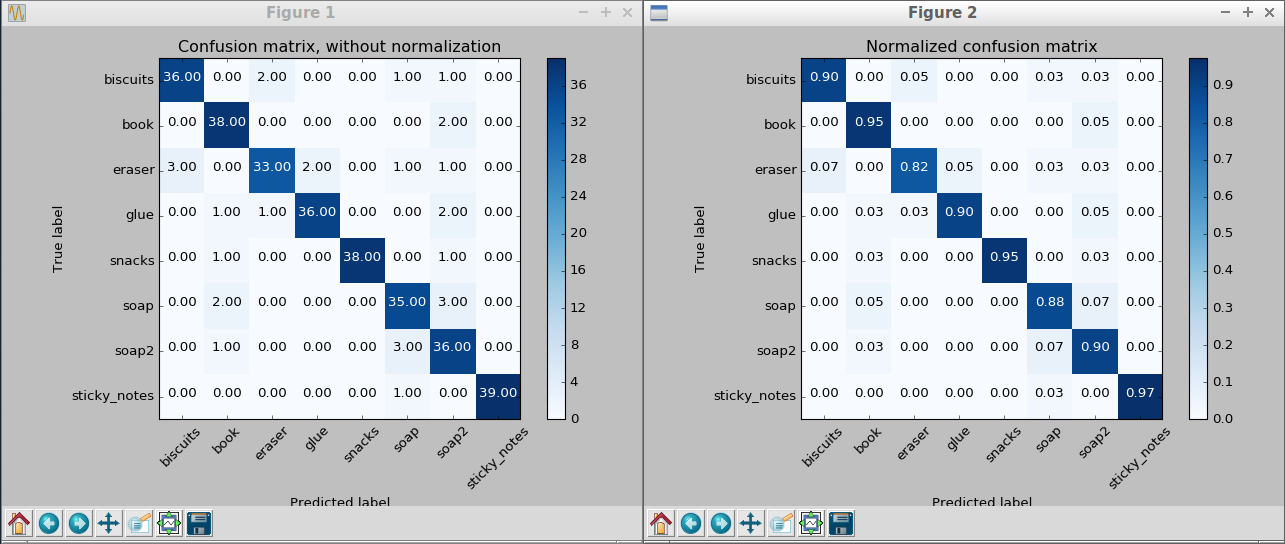 Figure 1
Confusion matrix, without normalization
biscuits 36.00 0.00 2.00 0.00 0.00 1.00 1.00 0.00
book 0.00 38.00 0.00 0.00 0.00 0.00 2.00 0.00
eraser 3.00 0.00 33.00 2.00 0.00 1.00 1.00 0.00
glue 0.00 1.00 1.00 36.00 0.00 0.00 2.00 0.00
snacks 0.00 1.00 0.00 0.00 38.00 0.00 1.00 0.00
soap 0.00 2.00 0.00 0.00 0.00 35.00 3.00 0.00
soap2 0.00 1.00 0.00 0.00 0.00 3.00 36.00 0.00
sticky_notes 0.00 0.00 0.00 0.00 0.00 1.00 0.00 39.00
True label
biscuits book eraser glue snacks soap soap2 sticky_notes
Predicted label
36
32
28
24
20
16
12
8
4
0
Figure 2
Normalized confusion matrix
biscuits 0.90 0.00 0.05 0.00 0.00 0.03 0.03 0.00
book 0.00 0.95 0.00 0.00 0.00 0.00 0.05 0.00
eraser 0.07 0.00 0.82 0.05 0.00 0.03 0.03 0.00
glue 0.00 0.03 0.03 0.90 0.00 0.00 0.05 0.00
snacks 0.00 0.03 0.00 0.00 0.95 0.00 0.03 0.00
soap 0.00 0.05 0.00 0.00 0.00 0.88 0.07 0.00
soap2 0.00 0.03 0.00 0.00 0.00 0.07 0.90 0.00
sticky_notes 0.00 0.00 0.00 0.00 0.00 0.03 0.00 0.97
True label
biscuits book eraser glue snacks soap soap2 sticky_notes
Predicted label
0.9
0.8
0.7
0.6
0.5
0.4
0.3
0.2
0.1
0.0